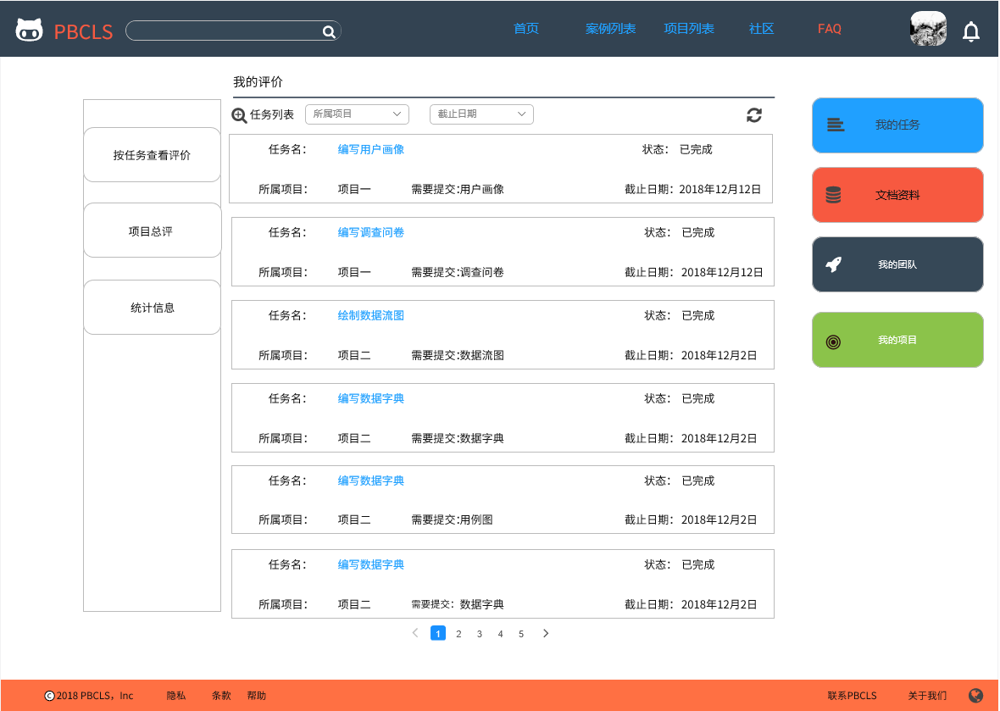 PBCLS 首页 案例列表 项目列表 社区 FAQ
我的评价
任务列表 所属项目 截止日期
按任务查看评价
项目总评
统计信息
任务名： 编写用户画像 状态： 已完成
所属项目： 项目一 需要提交:用户画像 截止日期：2018年12月12日
任务名： 编写调查问卷 状态： 已完成
所属项目： 项目一 需要提交:调查问卷 截止日期： 2018年12月12日
任务名： 绘制数据流图 状态： 已完成
所属项目： 项目二 需要提交:数据流图 截止日期： 2018年12月2日
任务名： 编写数据字典 状态： 已完成
所属项目： 项目二 需要提交:数据字典 截止日期： 2018年12月2日
任务名： 编写数据字典 状态： 已完成
所属项目： 项目二 需要提交:用例图 截止日期： 2018年12月2日
任务名： 编写数据字典 状态： 已完成
所属项目： 项目二 需要提交： 数据字典 截止日期： 2018年12月2日
1 2 3 4 5
我的任务
文档资料
我的团队
我的项目
©2018 PBCLS，Inc 隐私 条款 帮助 联系PBCLS 关于我们